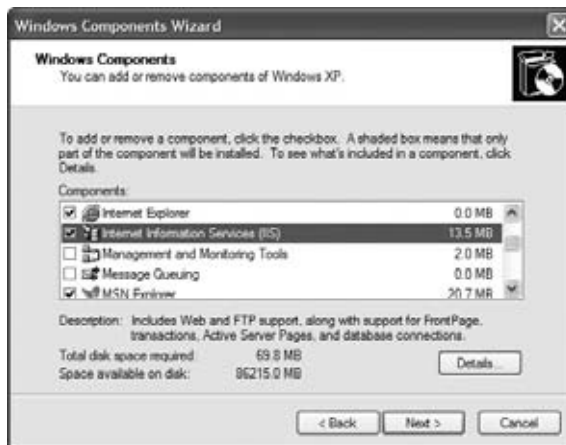 Windows Components Wizard
Windows Components
You can add or remove components of Windows XP.
To add or remove a component, click the checkbox. A shaded box means that only
part of the component will be installed. To see what's included in a component, click
Details.
Components:
Internet Explorer 0.0 MB
Internet Information Services (IIS) 13.5 MB
Management and Monitoring Tools 2.0 MB
Message Queuing 0.0 MB
MSN Explorer 20.7 MB
Description: Includes Web and FTP support, along with support for FrontPage,
transactions, Active Server Pages, and database connections.
Total disk space required: 69.8 MB
Space available on disk: 86215.0 MB
Details...
< Back Next > Cancel